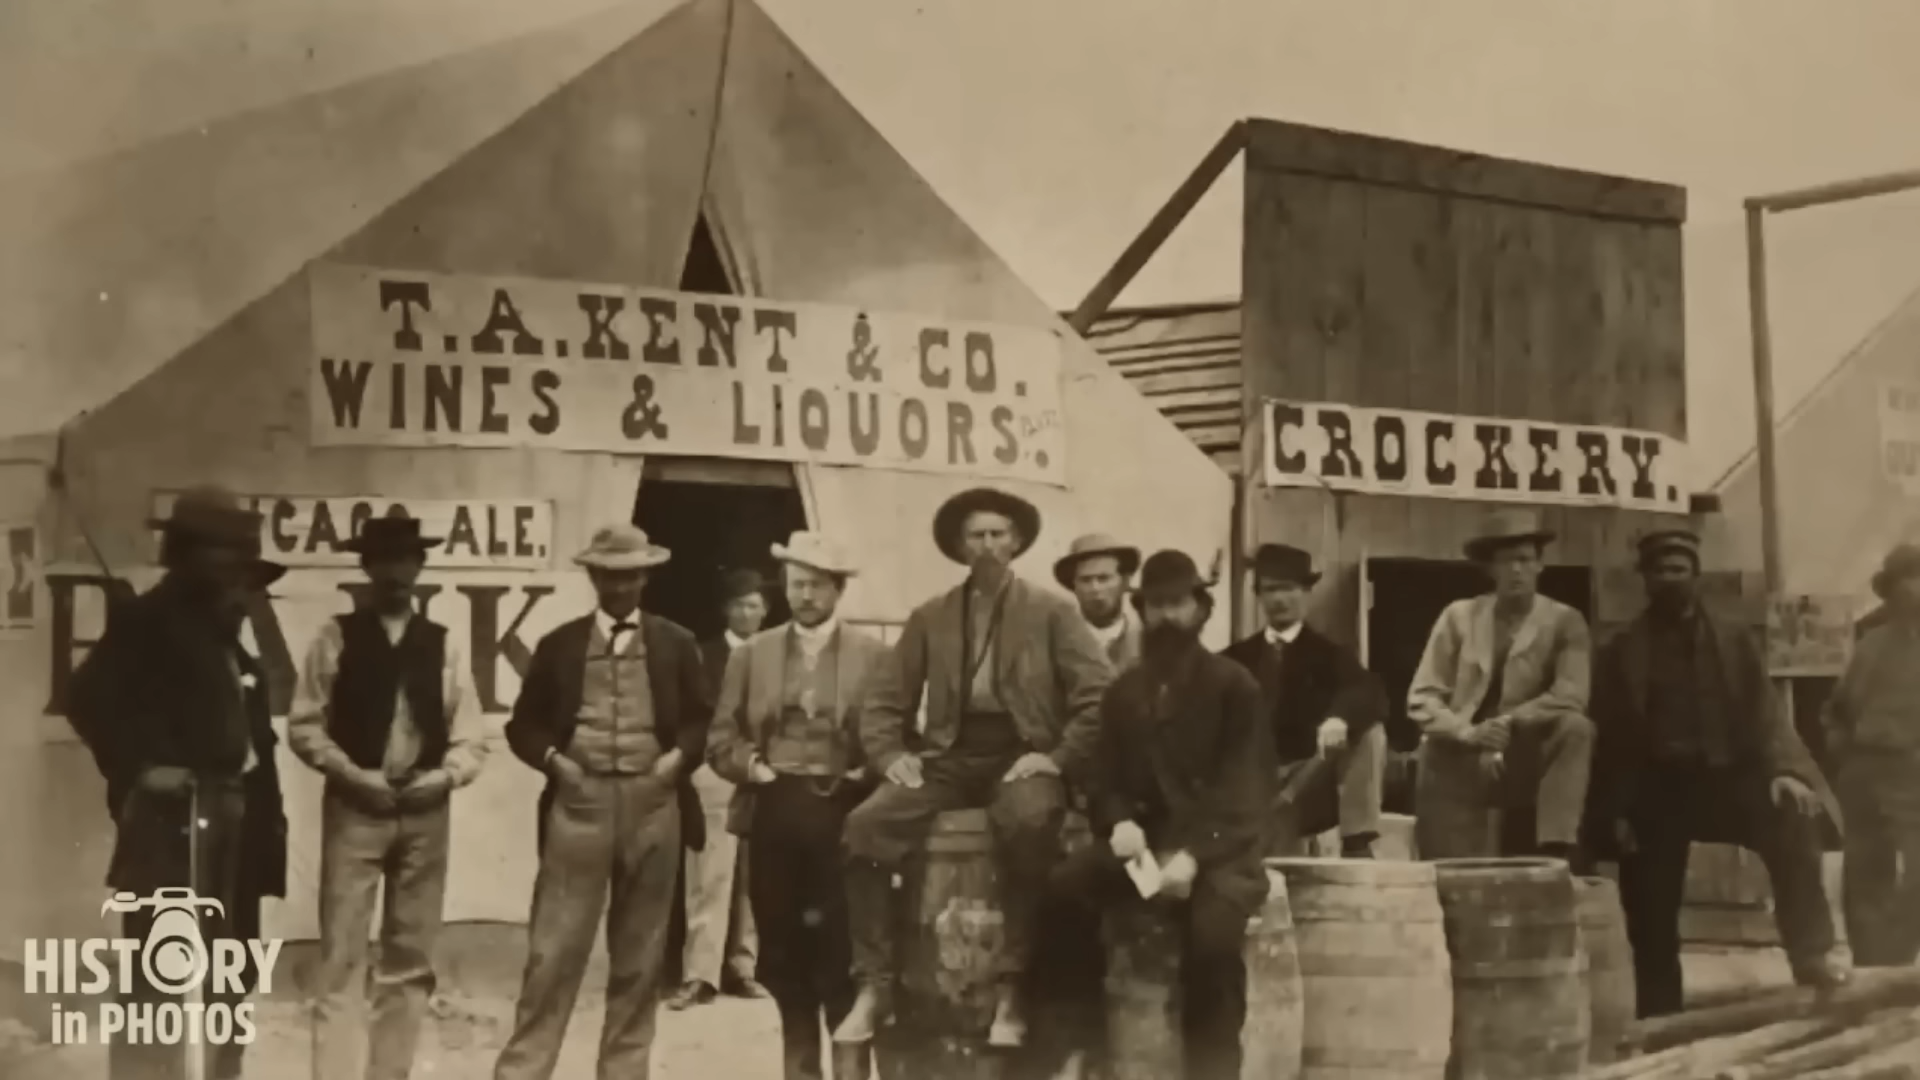 T.A.KENT & CO.
WINES & LIQUORS.
CROCKERY.
ALE.
HISTORY
in PHOTOS